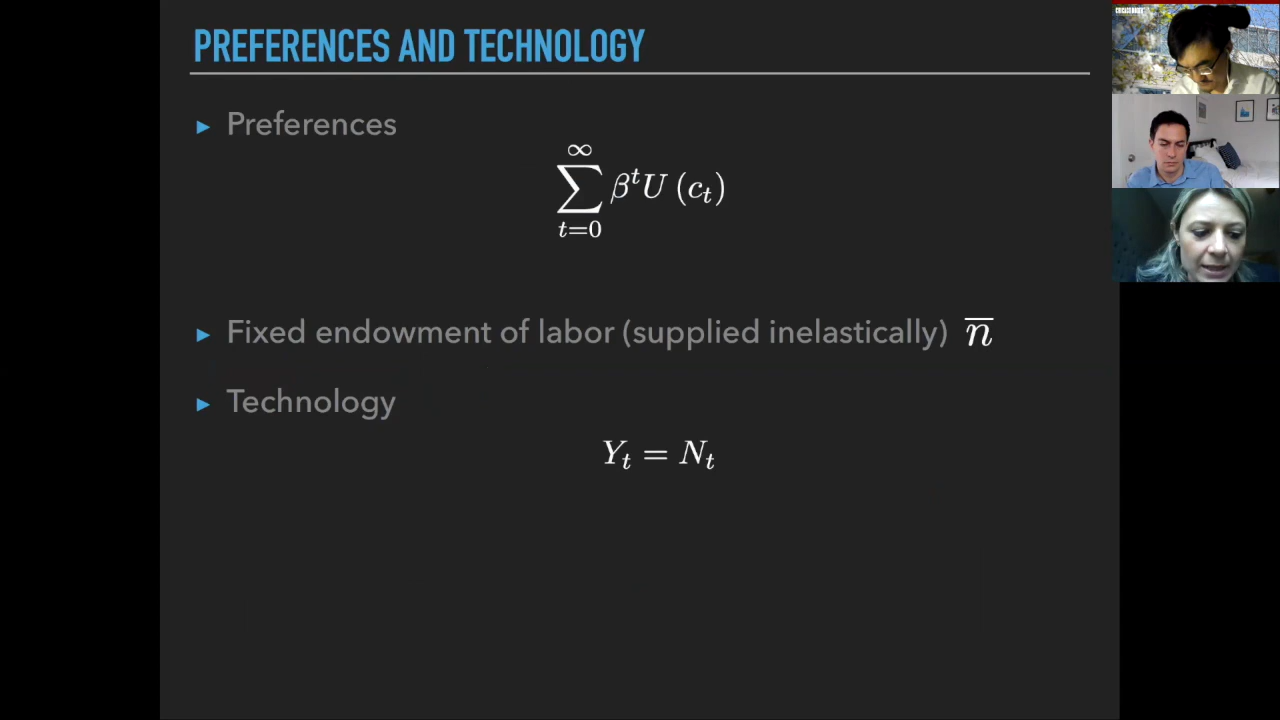 PREFERENCES AND TECHNOLOGY
▸ Preferences
∑_{t=0}^{∞} β^t U (c_t)
▸ Fixed endowment of labor (supplied inelastically) n̅
▸ Technology
Y_t = N_t